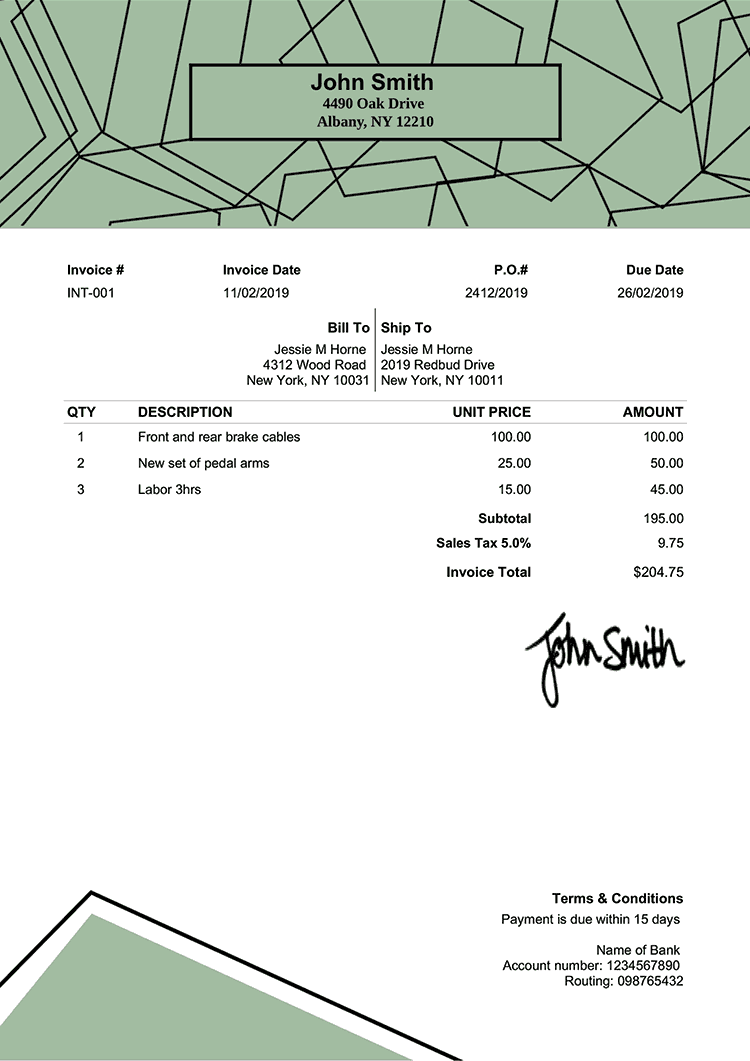 John Smith
4490 Oak Drive
Albany, NY 12210
Invoice # Invoice Date P.O.# Due Date
INT-001 11/02/2019 2412/2019 26/02/2019
Bill To Ship To
Jessie M Horne Jessie M Horne
4312 Wood Road 2019 Redbud Drive
New York, NY 10031 New York, NY 10011
QTY DESCRIPTION UNIT PRICE AMOUNT
1 Front and rear brake cables 100.00 100.00
2 New set of pedal arms 25.00 50.00
3 Labor 3hrs 15.00 45.00
Subtotal 195.00
Sales Tax 5.0% 9.75
Invoice Total $204.75
John Smith
Terms & Conditions
Payment is due within 15 days
Name of Bank
Account number: 1234567890
Routing: 098765432